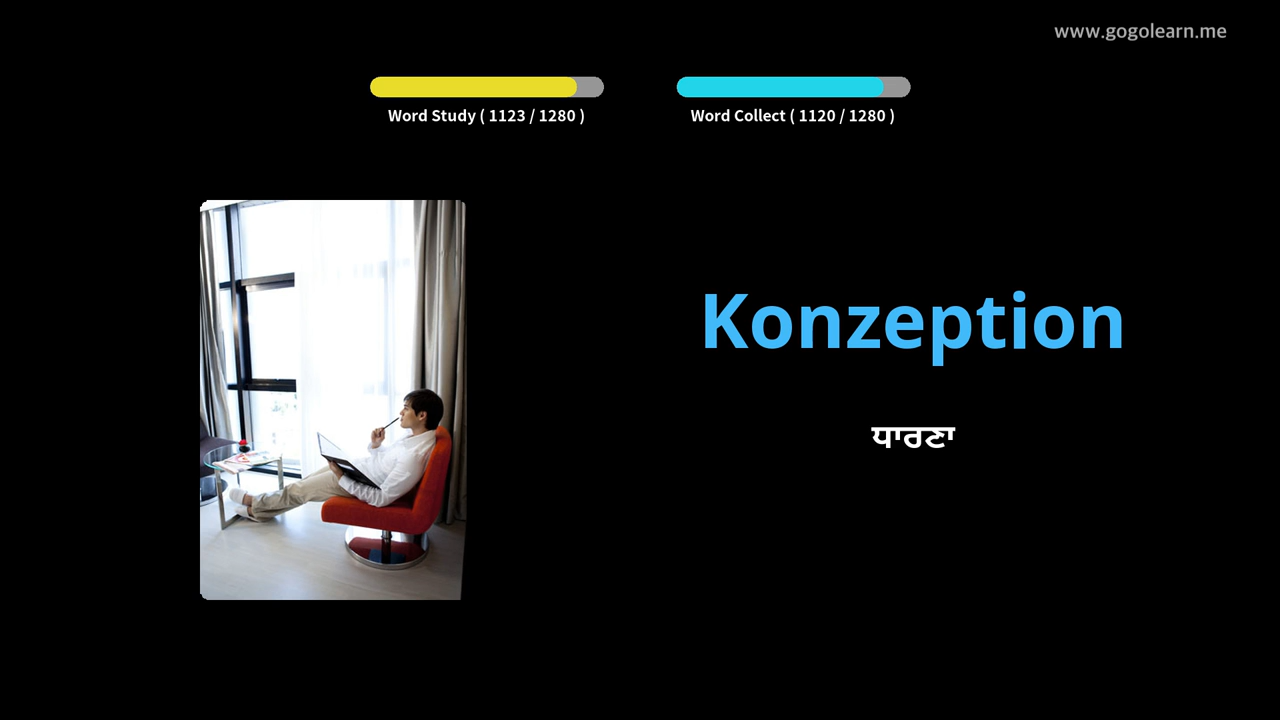 www.gogolearn.me
Word Study ( 1123 / 1280 )
Word Collect ( 1120 / 1280 )
Konzeption
ਧਾਰਣਾ